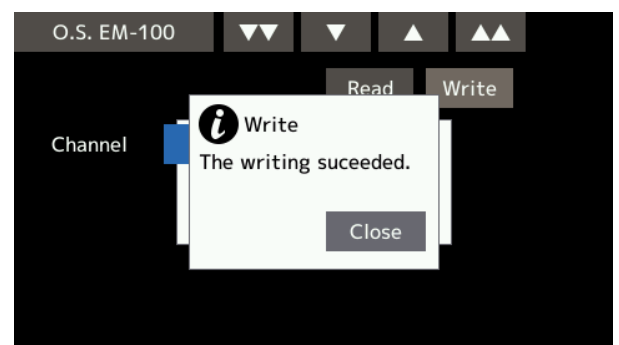 O.S. EM-100 ▼▼ ▼ ▲ ▲▲
Read Write
Channel
Write
The writing suceeded.
Close